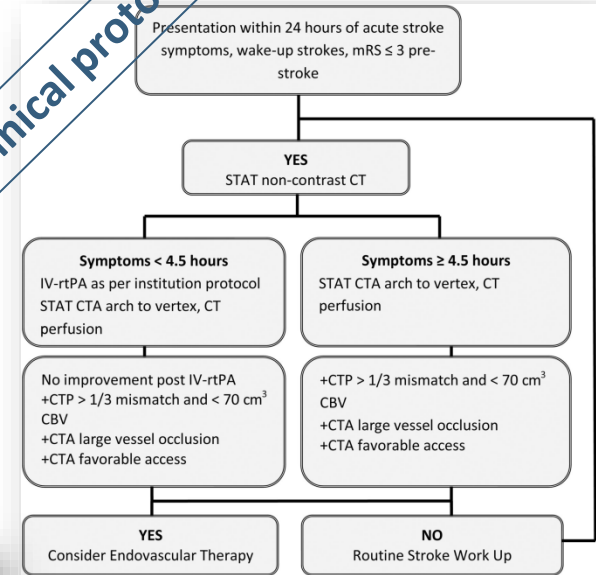 nical proto
Presentation within 24 hours of acute stroke
symptoms, wake-up strokes, mRS ≤ 3 pre-
stroke
YES
STAT non-contrast CT
Symptoms < 4.5 hours
IV-rtPA as per institution protocol
STAT CTA arch to vertex, CT
perfusion
Symptoms ≥ 4.5 hours
STAT CTA arch to vertex, CT
perfusion
No improvement post IV-rtPA
+CTP > 1/3 mismatch and < 70 cm³
CBV
+CTA large vessel occlusion
+CTA favorable access
+CTP > 1/3 mismatch and < 70 cm³
CBV
+CTA large vessel occlusion
+CTA favorable access
YES
Consider Endovascular Therapy
NO
Routine Stroke Work Up